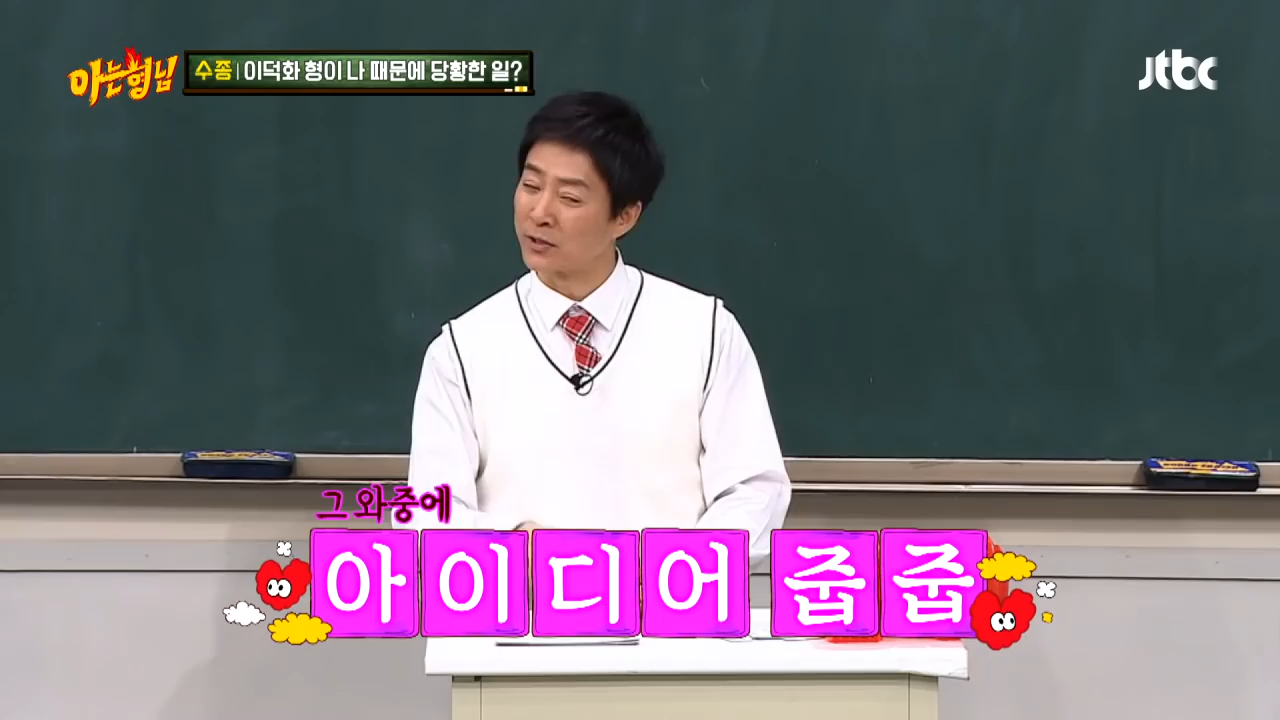 아는형님
수종 | 이덕화 형이 나 때문에 당황한 일?
jtbc
그 와중에
아이디어 줍줍